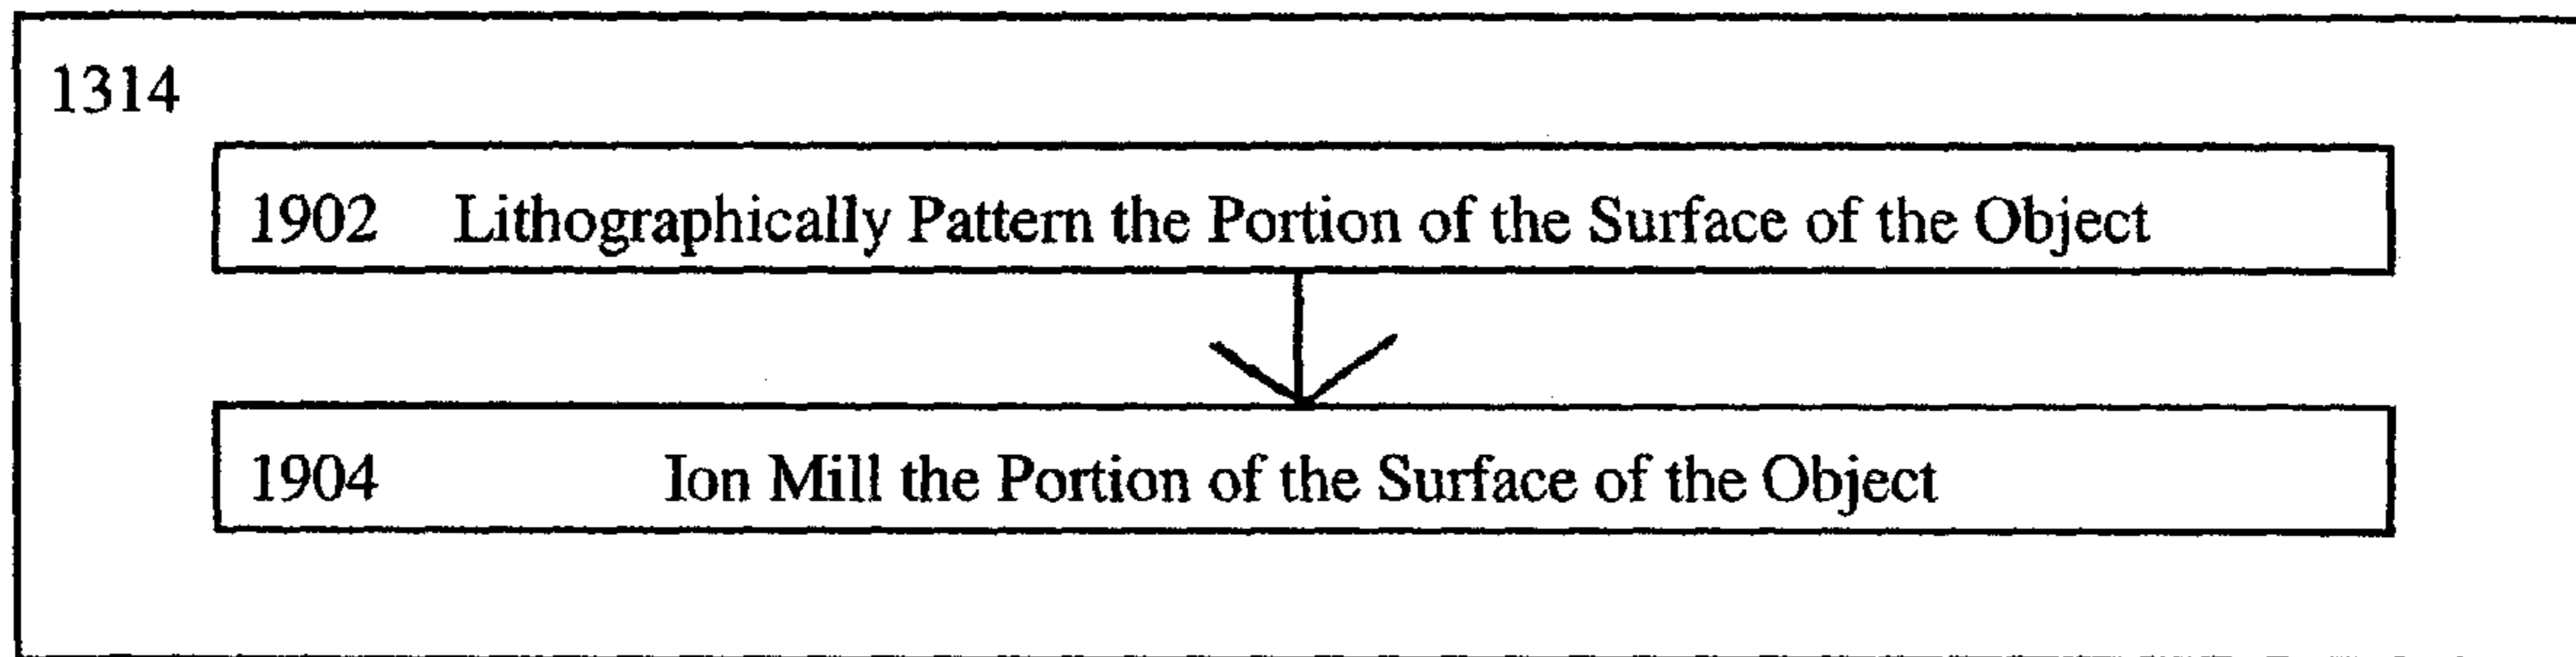 1314
1902 Lithographically Pattern the Portion of the Surface of the Object
1904 Ion Mill the Portion of the Surface of the Object